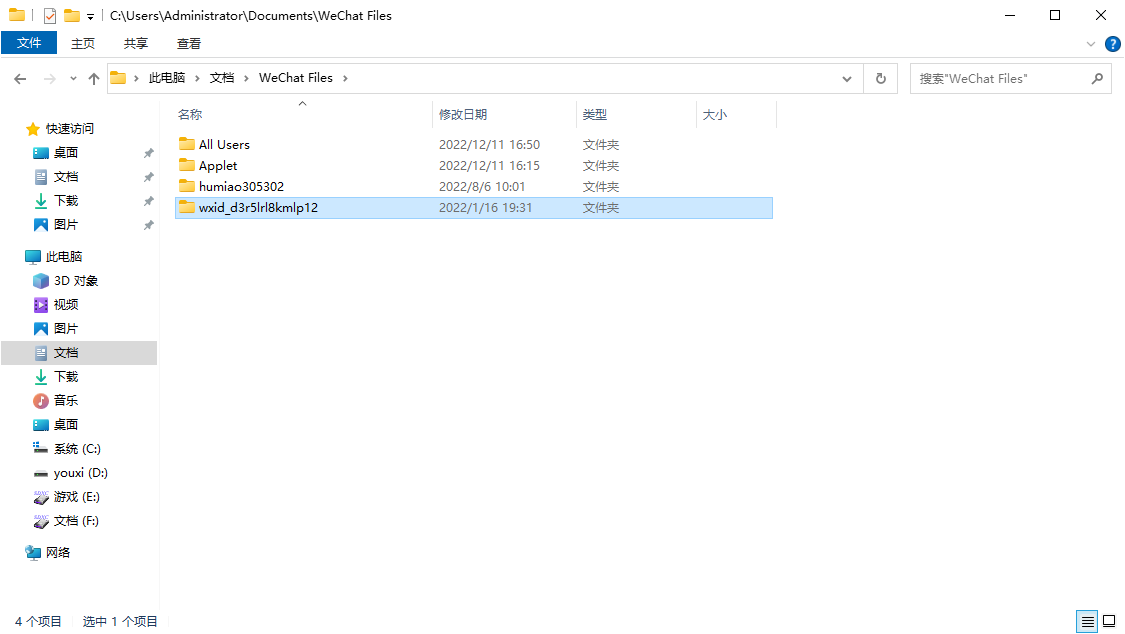 C:\Users\Administrator\Documents\WeChat Files
文件 主页 共享 查看
此电脑 文档 WeChat Files 搜索"WeChat Files"
名称 修改日期 类型 大小
All Users 2022/12/11 16:50 文件夹
Applet 2022/12/11 16:15 文件夹
humiao305302 2022/8/6 10:01 文件夹
wxid_d3r5lrl8kmlp12 2022/1/16 19:31 文件夹
快速访问
桌面
文档
下载
图片
此电脑
3D 对象
视频
图片
文档
下载
音乐
桌面
系统 (C:)
youxi (D:)
游戏 (E:)
文档 (F:)
网络
4 个项目 选中 1 个项目